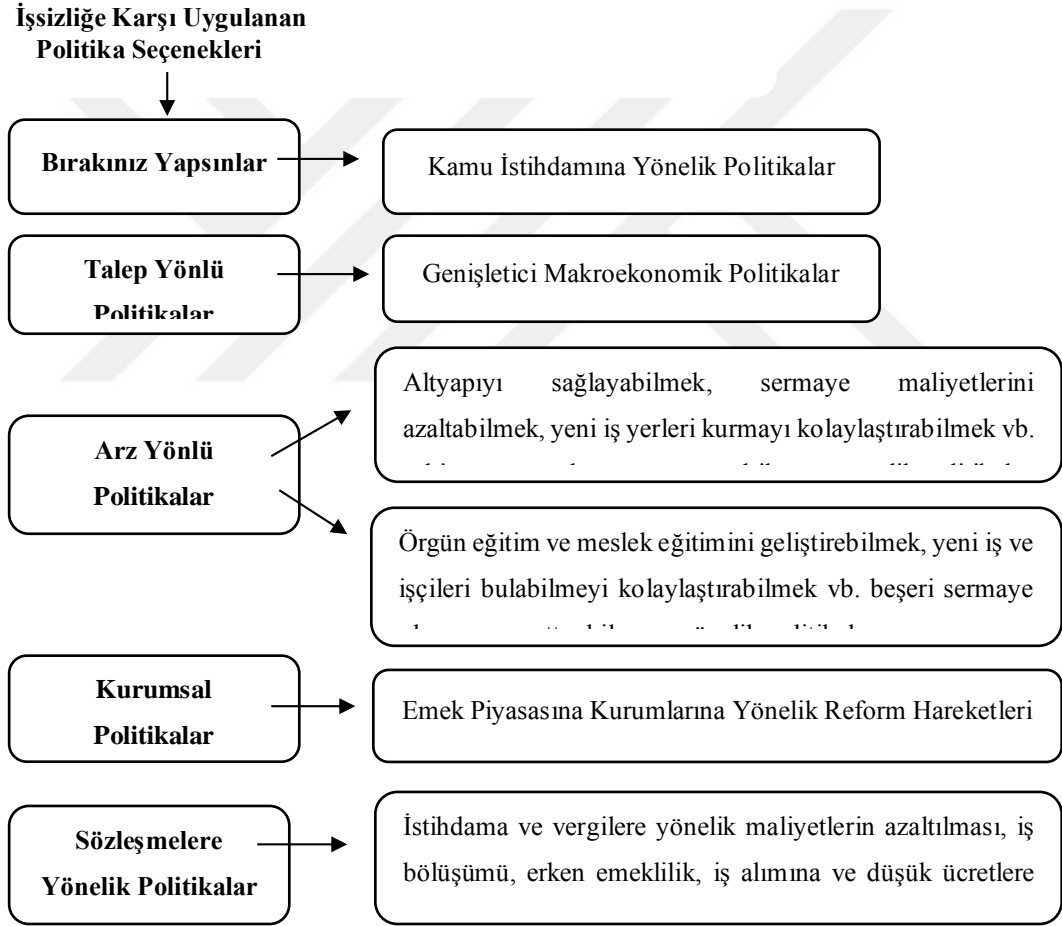 İşsizliğe Karşı Uygulanan
Politika Seçenekleri
Bırakınız Yapsınlar
Kamu İstihdamına Yönelik Politikalar
Talep Yönlü
Politikalar
Genişletici Makroekonomik Politikalar
Arz Yönlü
Politikalar
Altyapıyı sağlayabilmek, sermaye maliyetlerini
azaltabilmek, yeni iş yerleri kurmayı kolaylaştırabilmek vb.
Örgün eğitim ve meslek eğitimini geliştirebilmek, yeni iş ve
işçileri bulabilmeyi kolaylaştırabilmek vb. beşeri sermaye
Kurumsal
Politikalar
Emek Piyasasına Kurumlarına Yönelik Reform Hareketleri
Sözleşmelere
Yönelik Politikalar
İstihdama ve vergilere yönelik maliyetlerin azaltılması, iş
bölüşümü, erken emeklilik, iş alımına ve düşük ücretlere